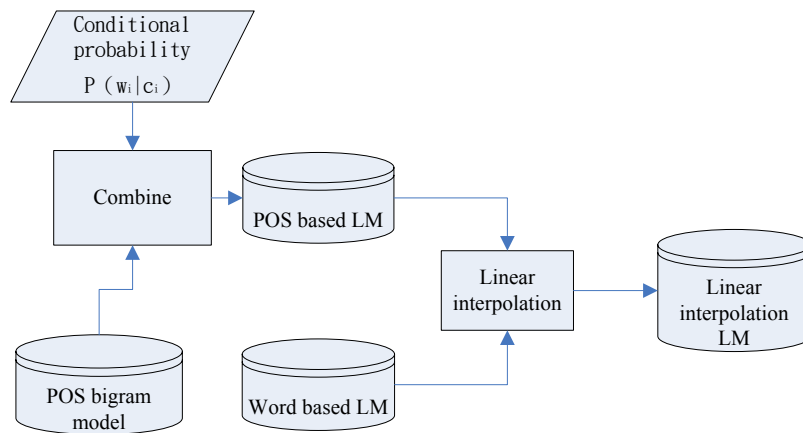 Conditional
probability
P（wᵢ|cᵢ）
Combine
POS based LM
Linear
interpolation
Linear
interpolation
LM
POS bigram
model
Word based LM